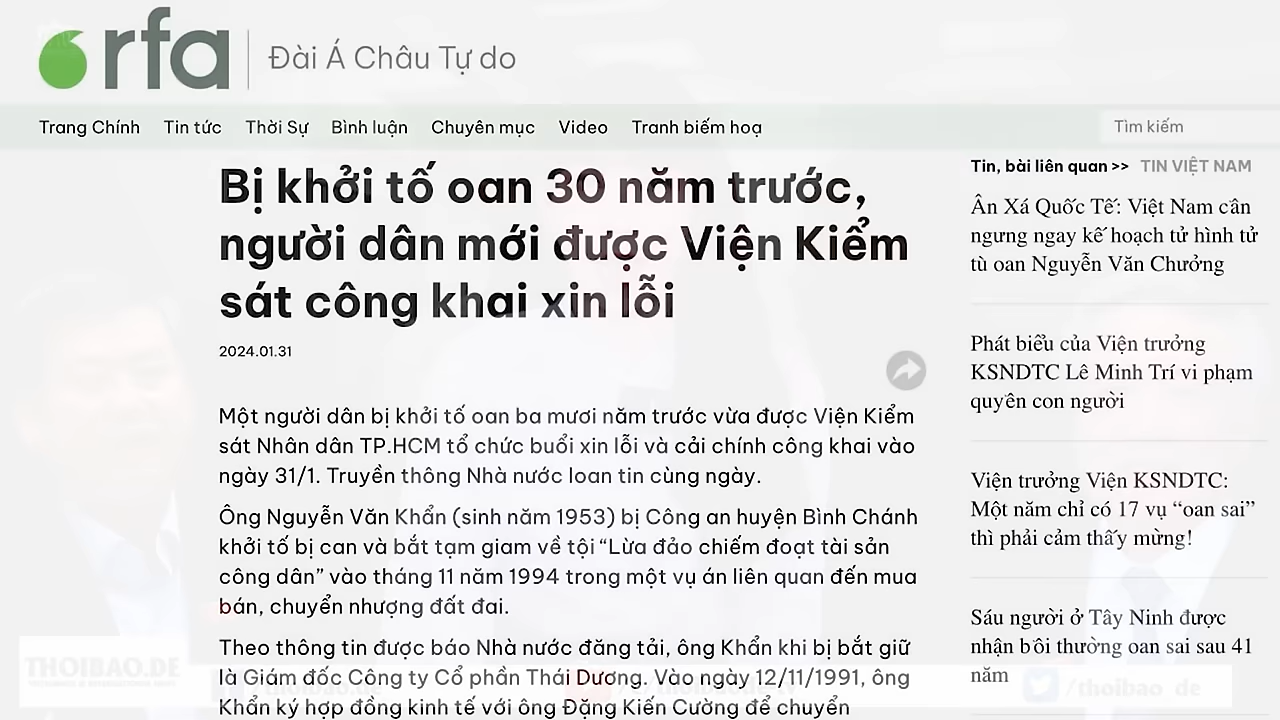 rfa
Đài Á Châu Tự do
Trang Chính Tin tức Thời Sự Bình luận Chuyên mục Video Tranh biếm hoạ
Tìm kiếm
Bị khởi tố oan 30 năm trước,
người dân mới được Viện Kiểm
sát công khai xin lỗi
2024.01.31
Một người dân bị khởi tố oan ba mươi năm trước vừa được Viện Kiểm
sát Nhân dân TP.HCM tổ chức buổi xin lỗi và cải chính công khai vào
ngày 31/1. Truyền thông Nhà nước loan tin cùng ngày.
Ông Nguyễn Văn Khẩn (sinh năm 1953) bị Công an huyện Bình Chánh
khởi tố bị can và bắt tạm giam về tội “Lừa đảo chiếm đoạt tài sản
công dân” vào tháng 11 năm 1994 trong một vụ án liên quan đến mua
bán, chuyển nhượng đất đai.
Theo thông tin được báo Nhà nước đăng tải, ông Khẩn khi bị bắt giữ
là Giám đốc Công ty Cổ phần Thái Dương. Vào ngày 12/11/1991, ông
Khẩn ký hợp đồng kinh tế với ông Đặng Kiến Cường để chuyển
Tin, bài liên quan >> TIN VIỆT NAM
Ân Xá Quốc Tế: Việt Nam cần
ngưng ngay kế hoạch tử hình tử
tù oan Nguyễn Văn Chưởng
Phát biểu của Viện trưởng
KSNDTC Lê Minh Trí vi phạm
quyền con người
Viện trưởng Viện KSNDTC:
Một năm chỉ có 17 vụ “oan sai”
thì phải cảm thấy mừng!
Sáu người ở Tây Ninh được
nhận bồi thường oan sai sau 41
năm
THOIBAO.DE
/thoibao.de
/thoibao_de